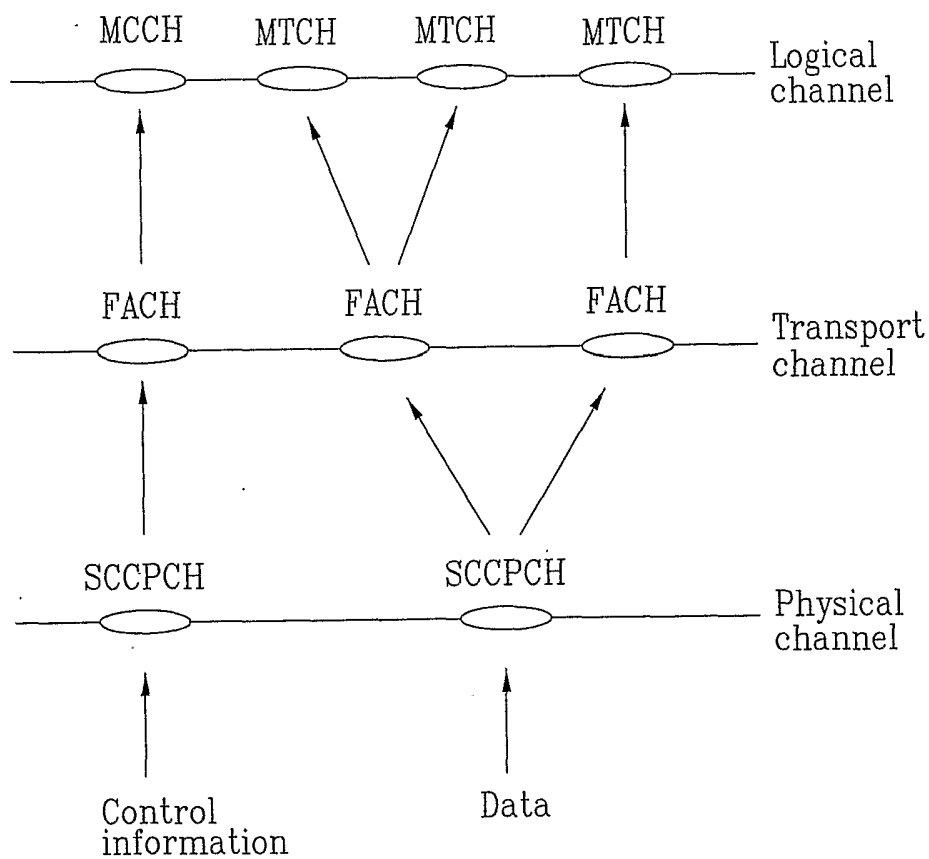 MCCH MTCH MTCH MTCH
Logical
channel
FACH FACH FACH
Transport
channel
SCCPCH SCCPCH
Physical
channel
Control
information
Data